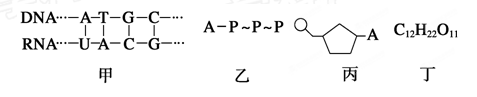 DNA···-A-T-G-C-···
RNA···-U-A-C-G-···
A-P~P~P
A
C₁₂H₂₂O₁₁
甲 乙 丙 丁